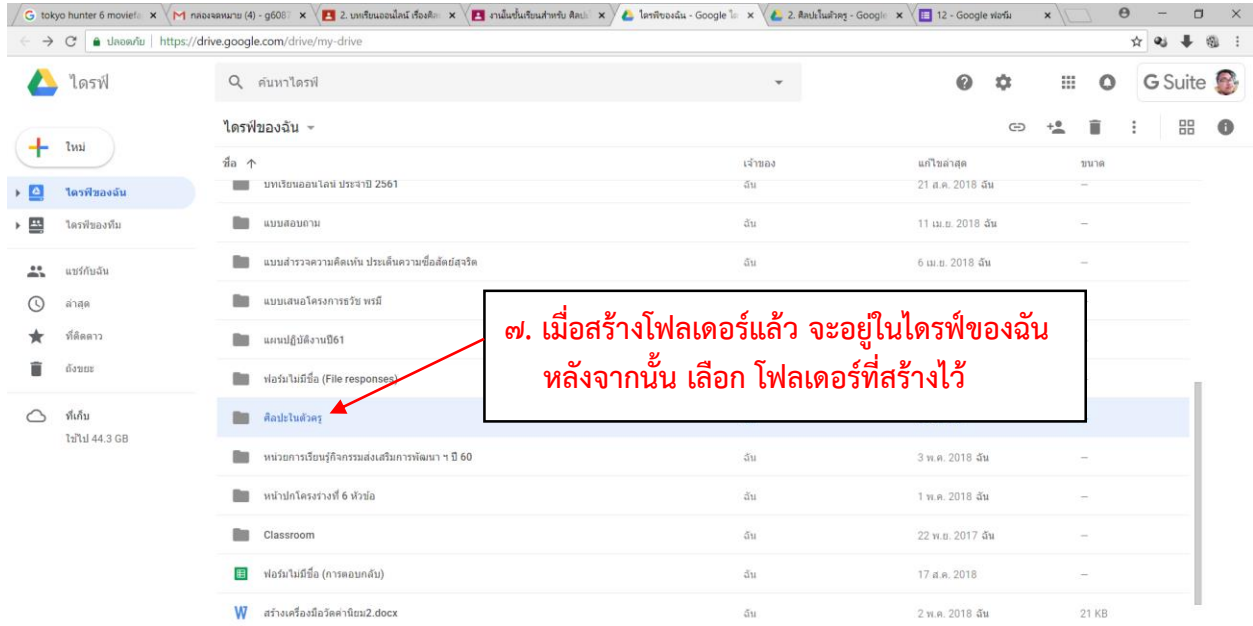 tokyo hunter 6 moviefa
กล่องจดหมาย (4) - g6087
2. บทเรียนออนไลน์ เรื่องศิล
งานในชั้นเรียนสำหรับ ศิลป
ไดรฟ์ของฉัน - Google ไ
2. ศิลปะในตัวครู - Google
12 - Google ฟอร์ม
ปลอดภัย https://drive.google.com/drive/my-drive
ไดรฟ์
ค้นหาไดรฟ์
G Suite
ใหม่
ไดรฟ์ของฉัน
ไดรฟ์ของทีม
แชร์กับฉัน
ล่าสุด
ที่ติดดาว
ถังขยะ
ที่เก็บ
ใช้ไป 44.3 GB
ไดรฟ์ของฉัน
ชื่อ เจ้าของ แก้ไขล่าสุด ขนาด
บทเรียนออนไลน์ ประจำปี 2561 ฉัน 21 ส.ค. 2018 ฉัน –
แบบสอบถาม ฉัน 11 เม.ย. 2018 ฉัน –
แบบสำรวจความคิดเห็น ประเด็นความซื่อสัตย์สุจริต ฉัน 6 เม.ย. 2018 ฉัน –
แบบเสนอโครงการธวัช พรมี
แผนปฏิบัติงานปี61
ฟอร์มไม่มีชื่อ (File responses)
๗. เมื่อสร้างโฟลเดอร์แล้ว จะอยู่ในไดรฟ์ของฉัน
หลังจากนั้น เลือก โฟลเดอร์ที่สร้างไว้
ศิลปะในตัวครู
หน่วยการเรียนรู้กิจกรรมส่งเสริมการพัฒนา ฯ ปี 60 ฉัน 3 พ.ค. 2018 ฉัน –
หน้าปกโครงร่างที่ 6 หัวข้อ ฉัน 1 พ.ค. 2018 ฉัน –
Classroom ฉัน 22 พ.ย. 2017 ฉัน –
ฟอร์มไม่มีชื่อ (การตอบกลับ) ฉัน 17 ส.ค. 2018 –
สร้างเครื่องมือวัดค่านิยม2.docx ฉัน 2 พ.ค. 2018 ฉัน 21 KB